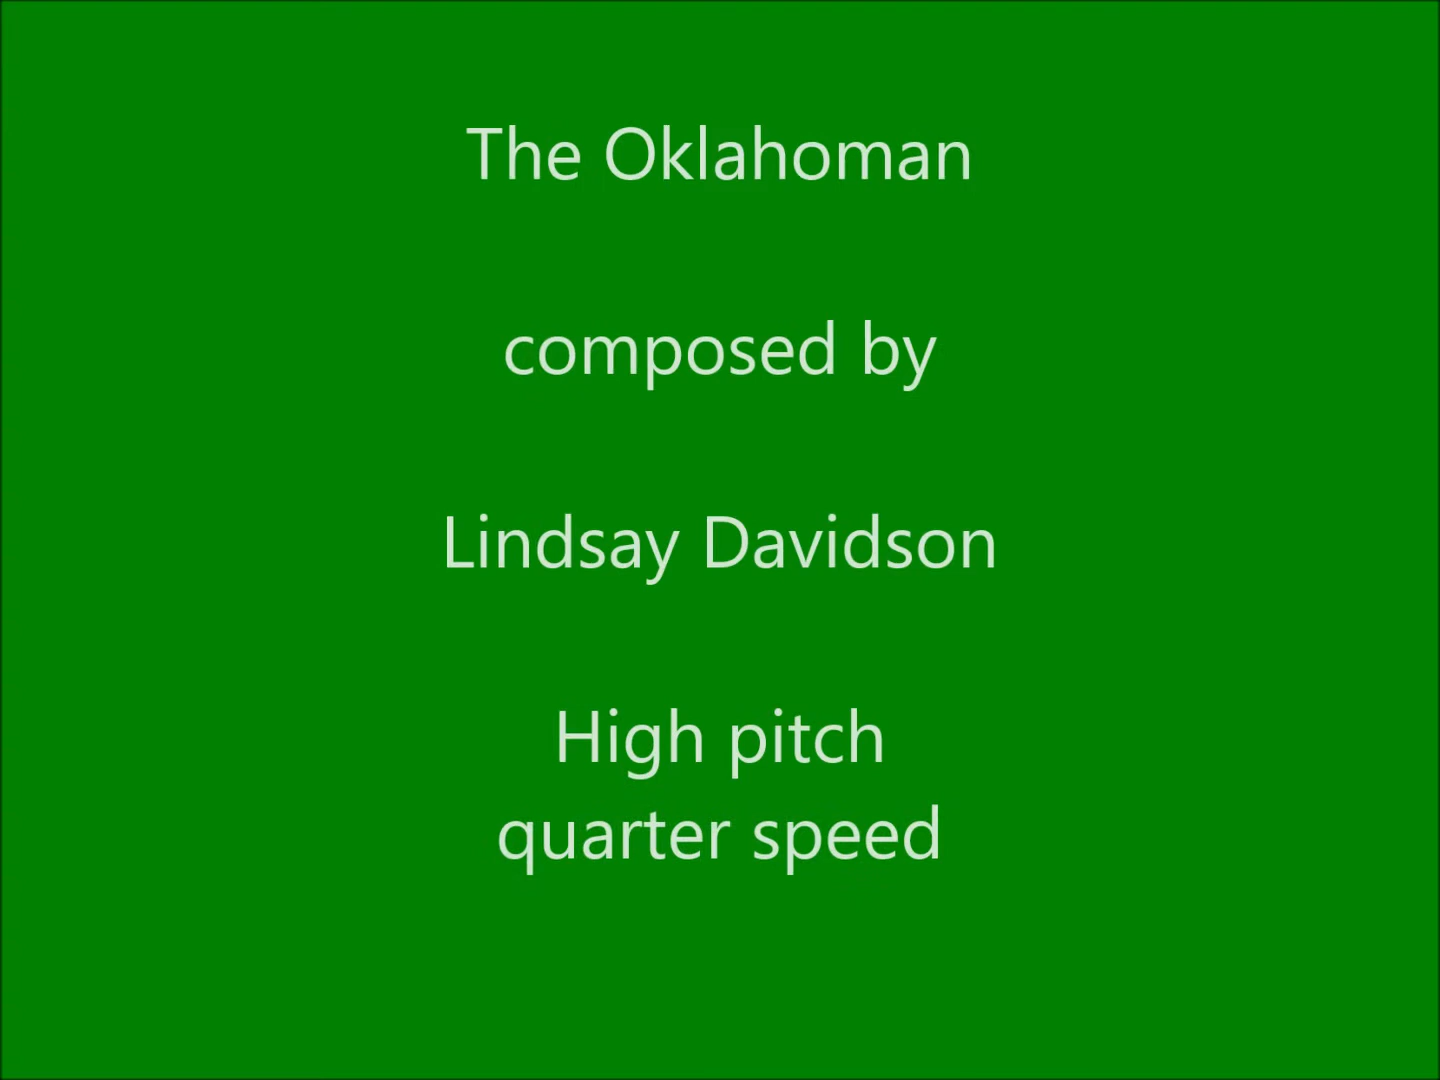 The Oklahoman
composed by
Lindsay Davidson
High pitch
quarter speed